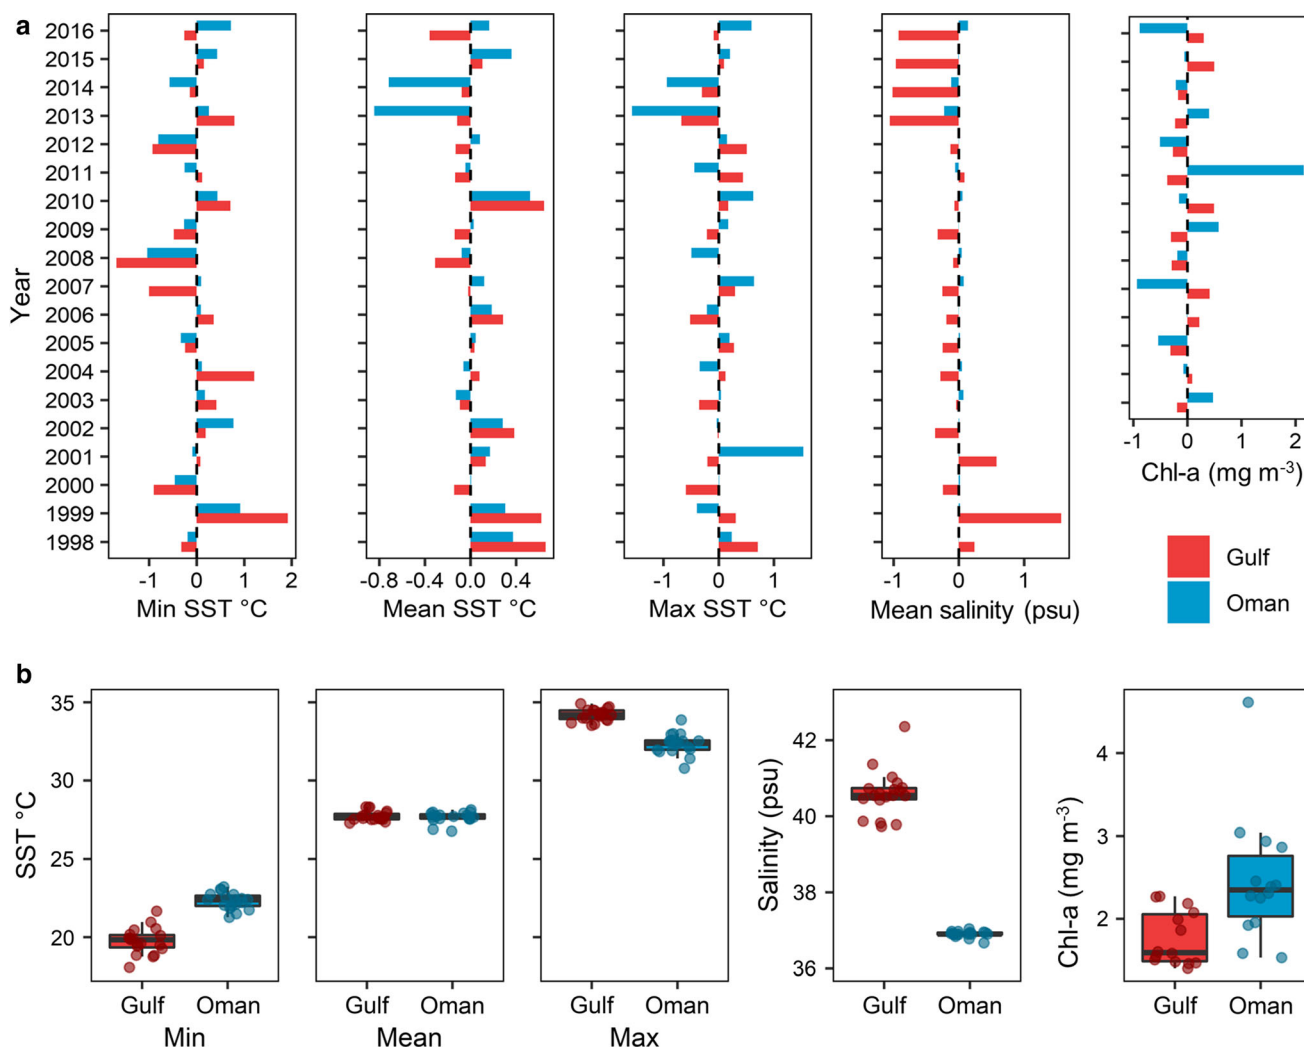 a
Year
2016
2015
2014
2013
2012
2011
2010
2009
2008
2007
2006
2005
2004
2003
2002
2001
2000
1999
1998
-1 0 1 2
Min SST °C
-0.8 -0.4 0 0.4
Mean SST °C
-1 0 1
Max SST °C
-1 0 1
Mean salinity (psu)
-1 0 1 2
Chl-a (mg m-3)
Gulf
Oman
b
SST °C
35
30
25
20
Gulf Oman
Min
Gulf Oman
Mean
Gulf Oman
Max
Salinity (psu)
42
40
38
36
Gulf Oman
Chl-a (mg m-3)
4
3
2
Gulf Oman